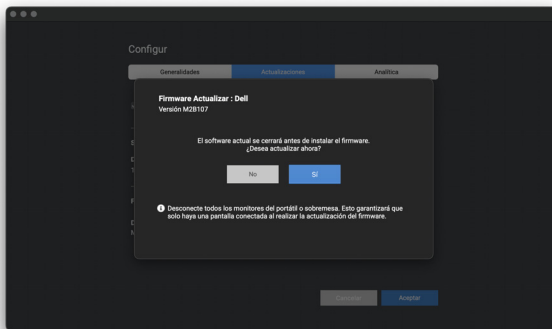 Configur
Generalidades
Actualizaciones
Analítica
Firmware Actualizar : Dell
Versión M2B107
El software actual se cerrará antes de instalar el firmware.
¿Desea actualizar ahora?
No
Sí
Desconecte todos los monitores del portátil o sobremesa. Esto garantizará que
solo haya una pantalla conectada al realizar la actualización del firmware.
Cancelar
Aceptar